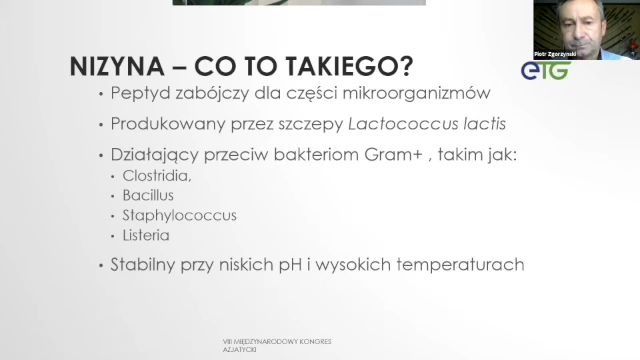 Piotr Zgorzynski
NIZYNA – CO TO TAKIEGO?
eTG
• Peptyd zabójczy dla części mikroorganizmów
• Produkowany przez szczepy Lactococcus lactis
• Działający przeciw bakteriom Gram+ , takim jak:
• Clostridia,
• Bacillus
• Staphylococcus
• Listeria
• Stabilny przy niskich pH i wysokich temperaturach
VIII MIĘDZYNARODOWY KONGRES
AZJATYCKI